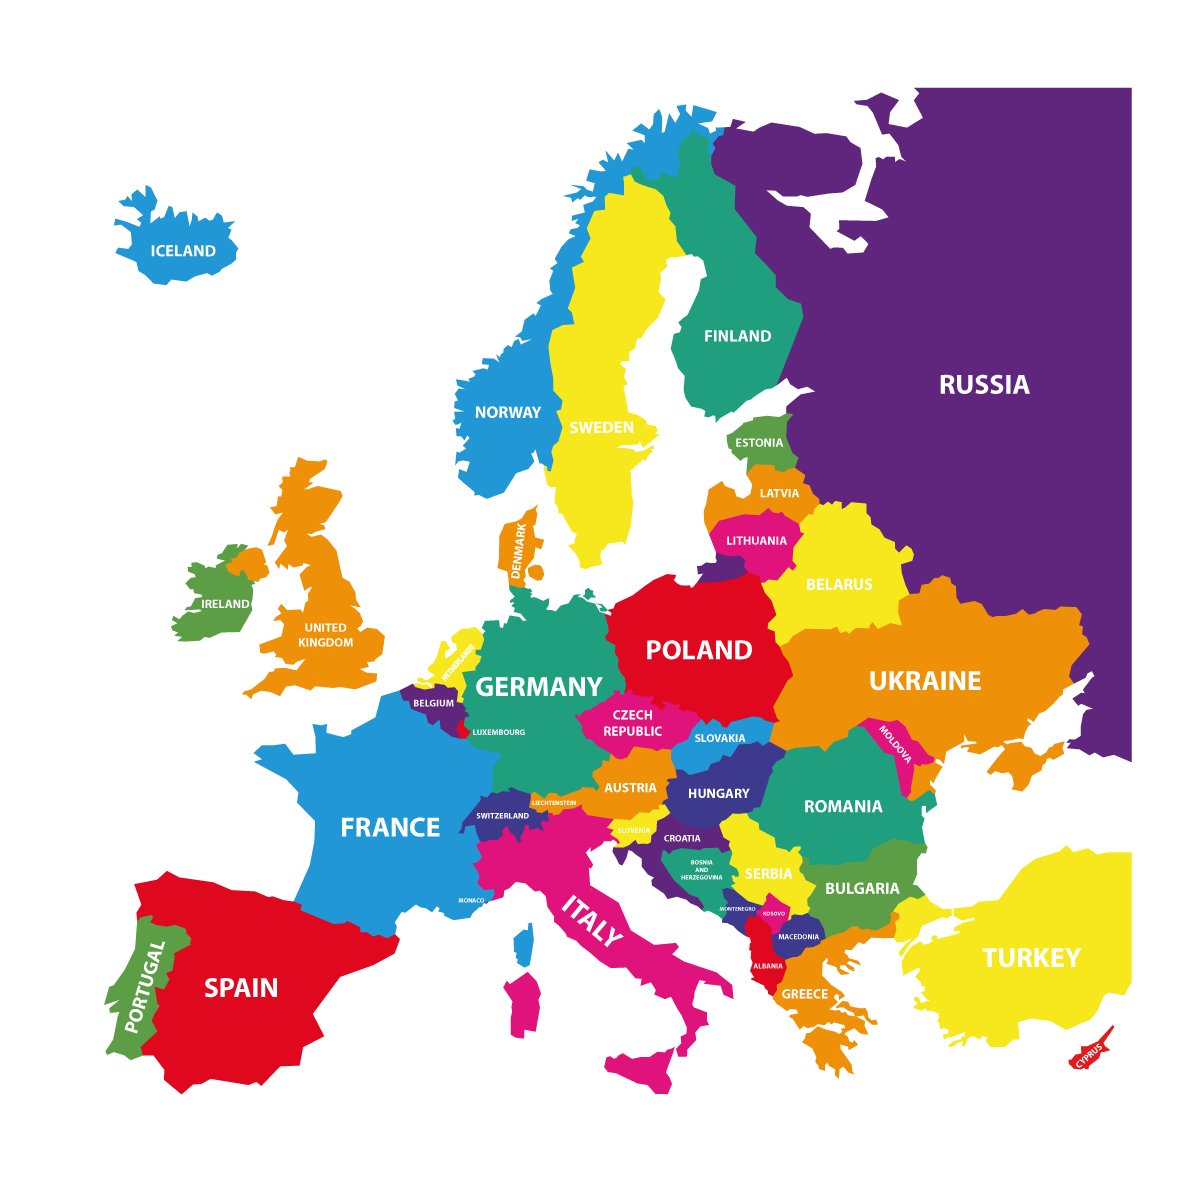 ICELAND
FINLAND
RUSSIA
NORWAY
SWEDEN
ESTONIA
LATVIA
LITHUANIA
DENMARK
BELARUS
IRELAND
UNITED
KINGDOM
POLAND
NETHERLANDS
GERMANY
UKRAINE
BELGIUM
CZECH
REPUBLIC
LUXEMBOURG
SLOVAKIA
MOLDOVA
AUSTRIA
HUNGARY
LIECHTENSTEIN
ROMANIA
SWITZERLAND
FRANCE
SLOVENIA
CROATIA
BOSNIA
AND
HERZEGOVINA
SERBIA
BULGARIA
MONACO
MONTENEGRO
KOSOVO
ITALY
MACEDONIA
TURKEY
ALBANIA
PORTUGAL
SPAIN
GREECE
CYPRUS